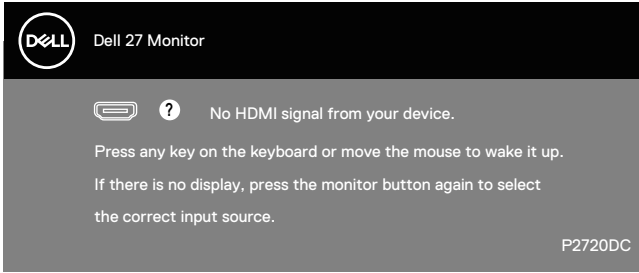 DELL
Dell 27 Monitor
? No HDMI signal from your device.
Press any key on the keyboard or move the mouse to wake it up.
If there is no display, press the monitor button again to select
the correct input source.
P2720DC